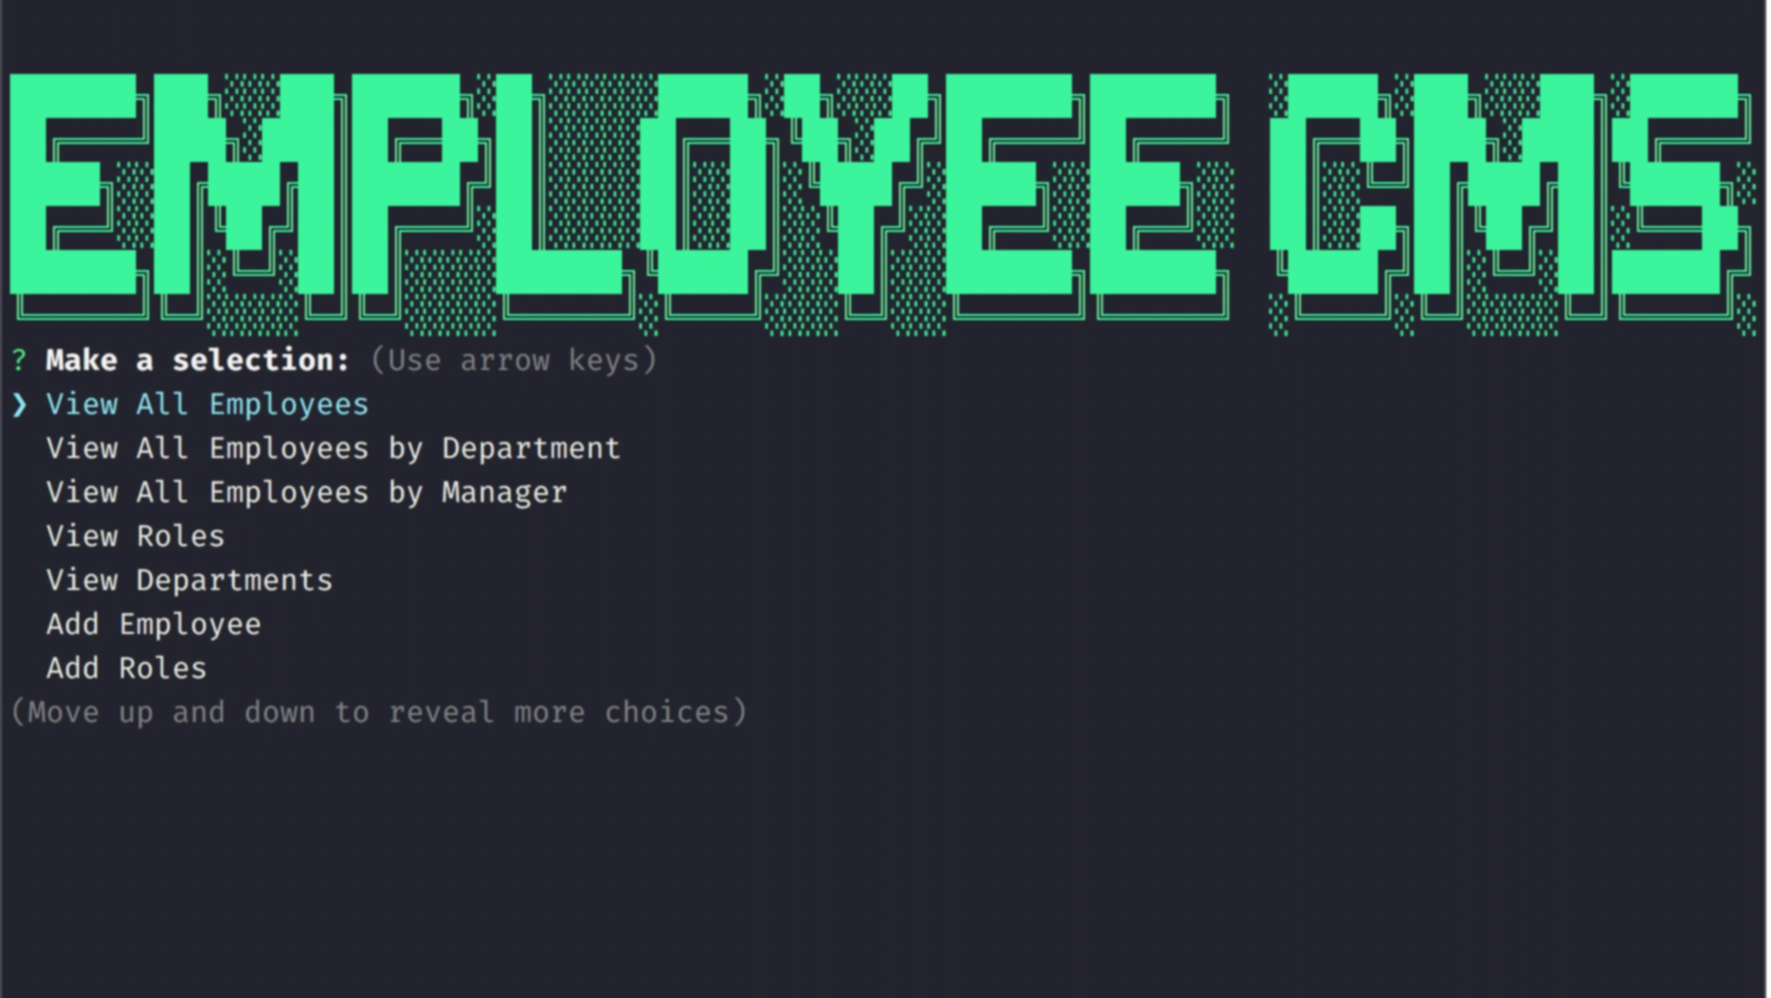 EMPLOYEE CMS
? Make a selection: (Use arrow keys)
❯ View All Employees
View All Employees by Department
View All Employees by Manager
View Roles
View Departments
Add Employee
Add Roles
(Move up and down to reveal more choices)